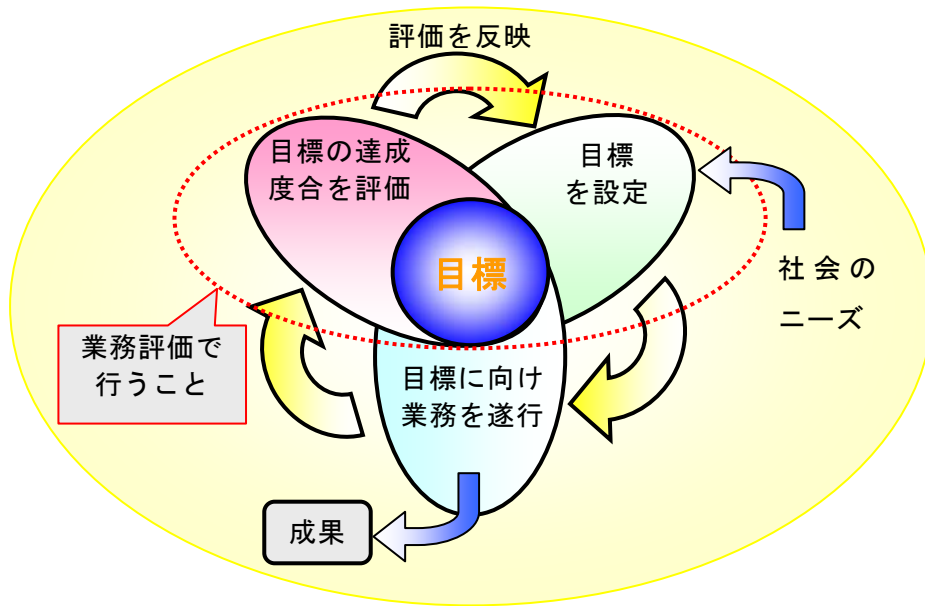 評価を反映
目標の達成
度合を評価
目標
を設定
目標
社会の
ニーズ
業務評価で
行うこと
目標に向け
業務を遂行
成果